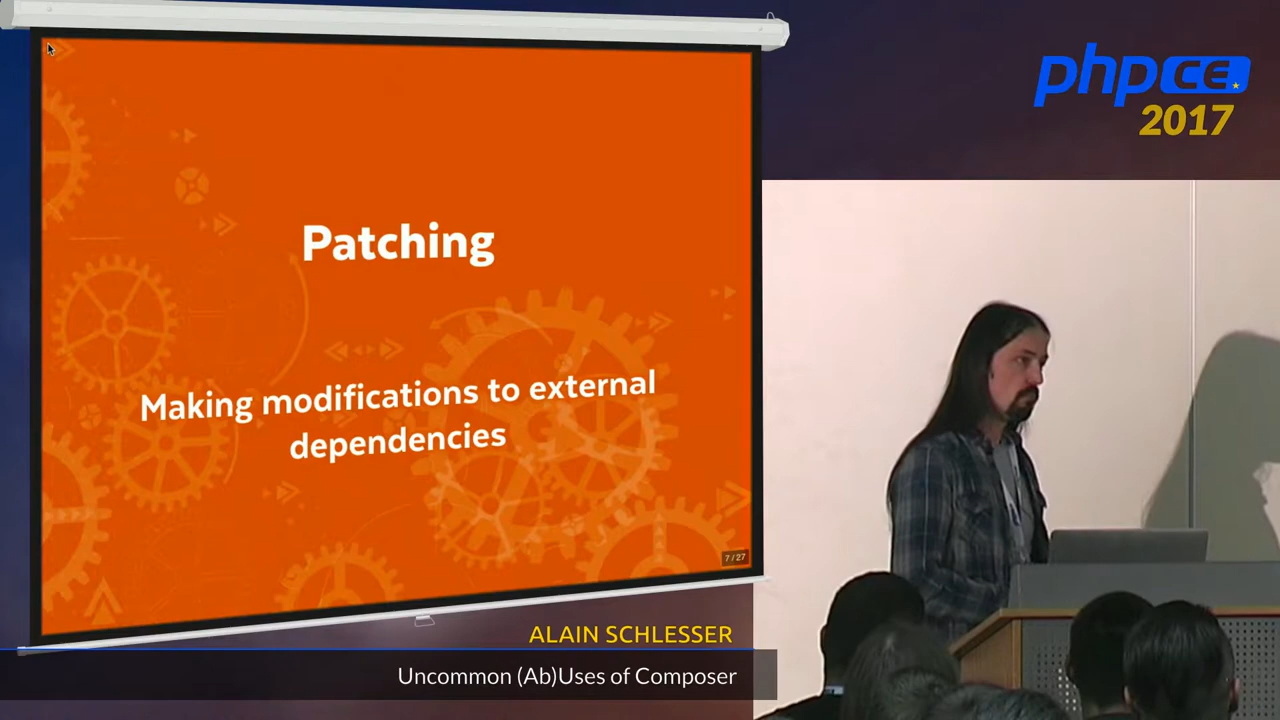 phpCE
2017
Patching
Making modifications to external
dependencies
7 / 27
ALAIN SCHLESSER
Uncommon (Ab)Uses of Composer